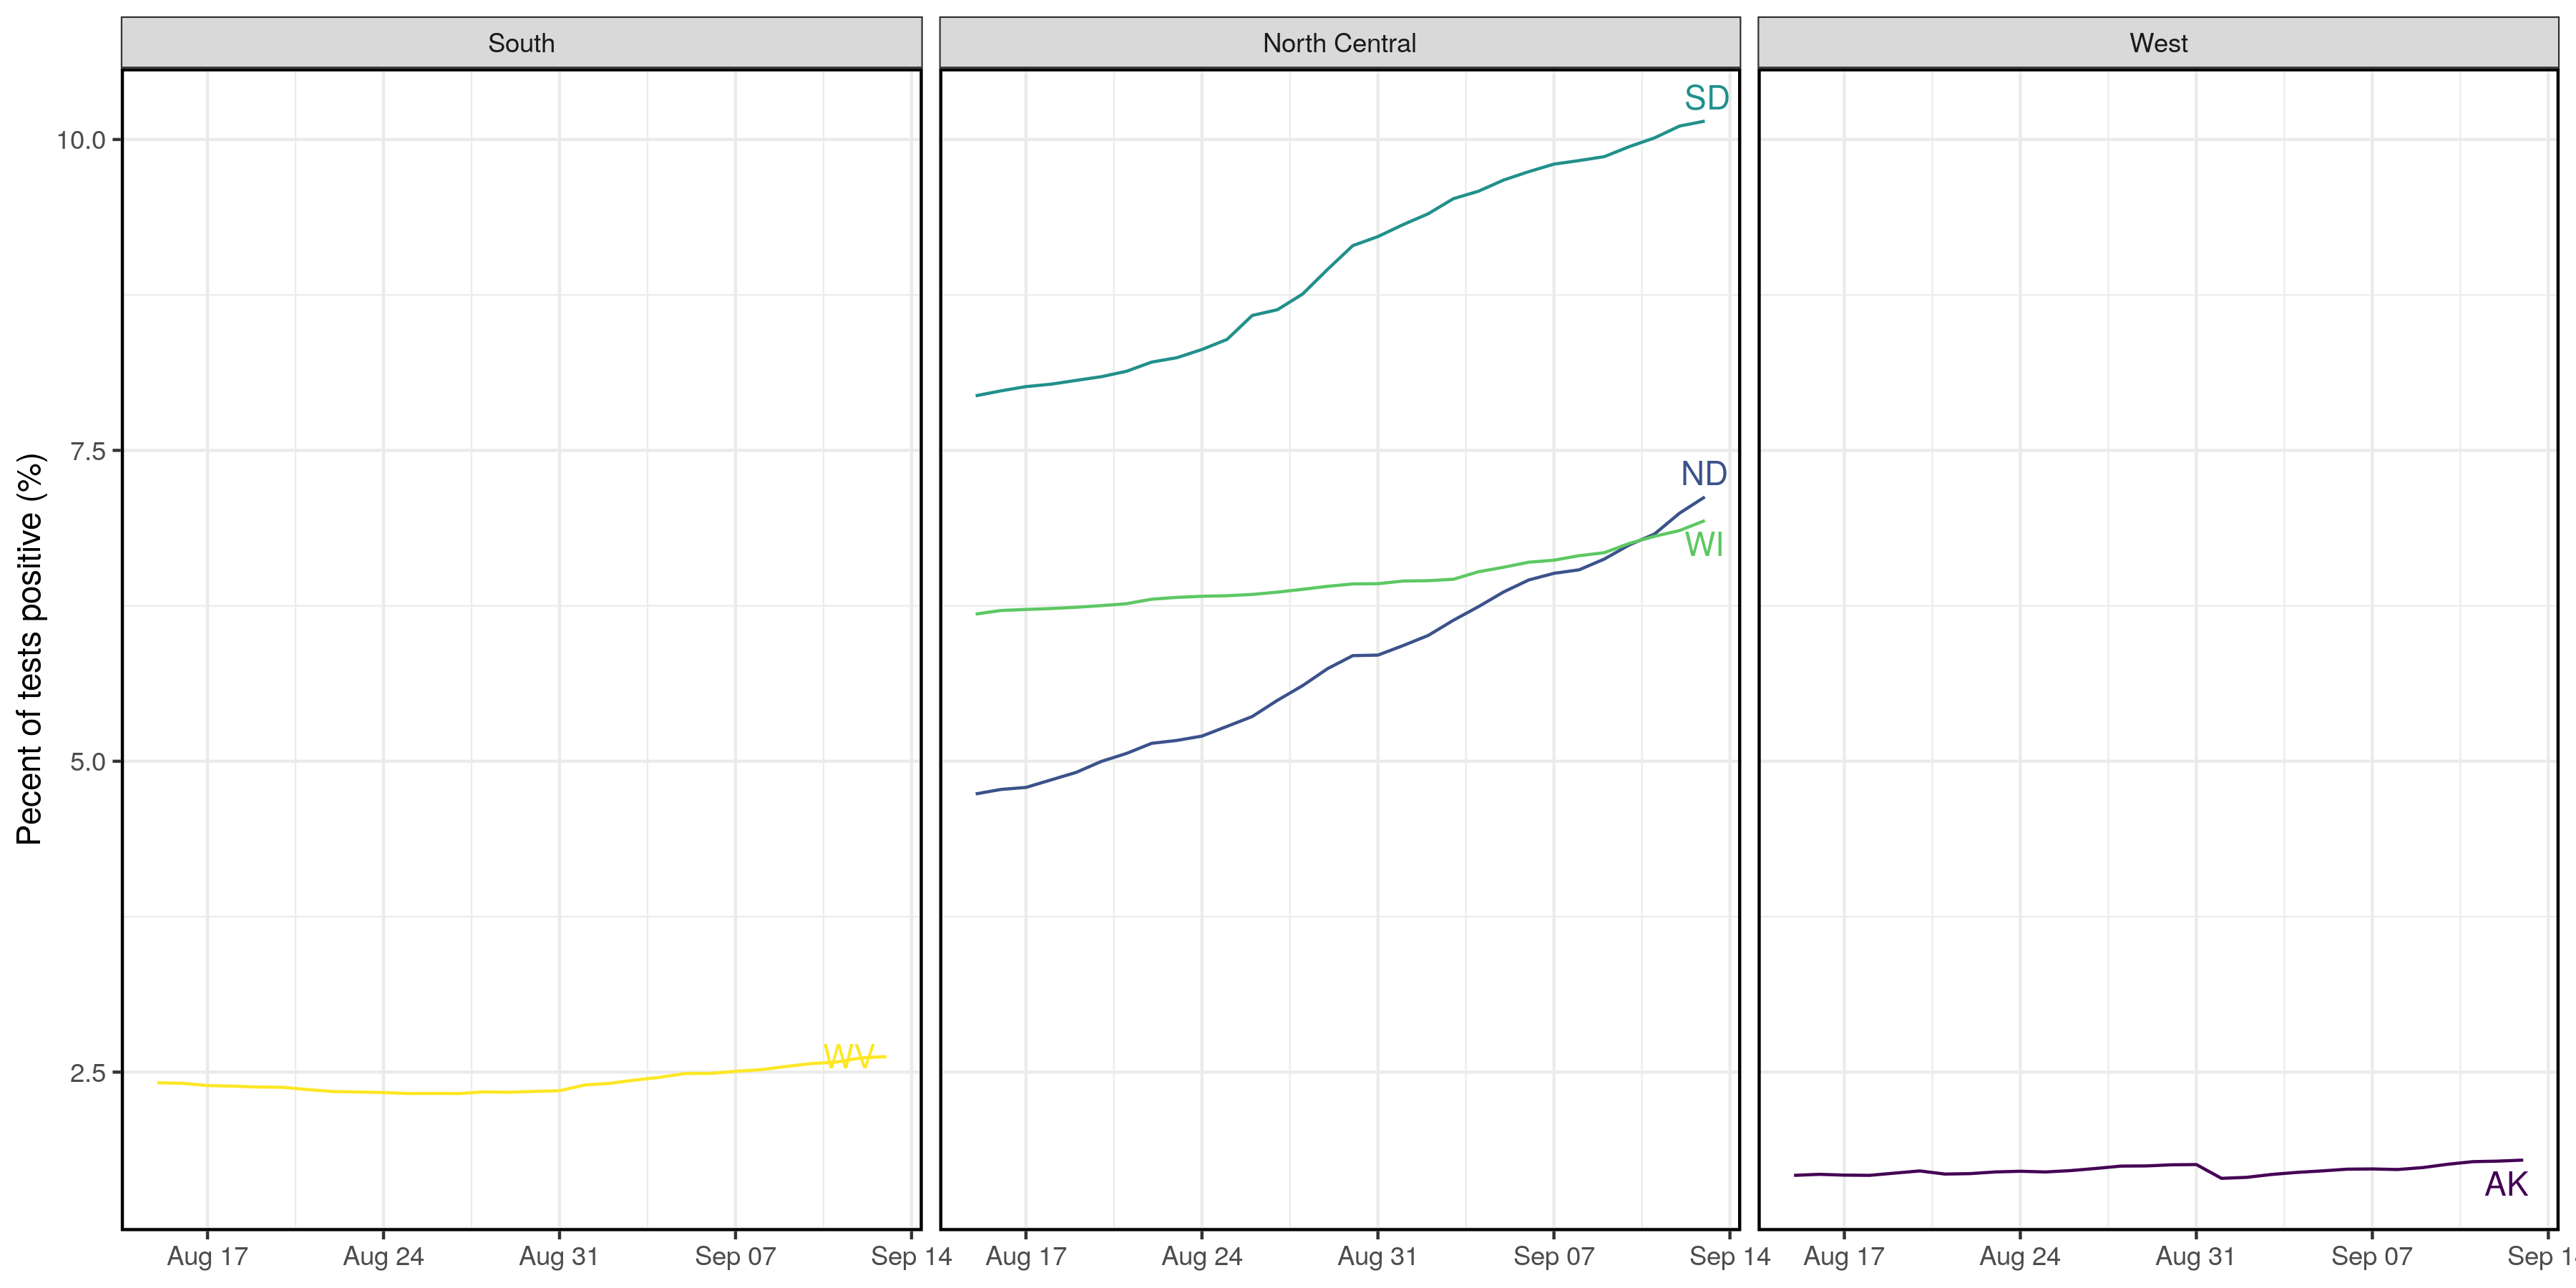 South
North Central
West
Pecent of tests positive (%)
10.0
7.5
5.0
2.5
SD
ND
WI
WV
AK
Aug 17 Aug 24 Aug 31 Sep 07 Sep 14
Aug 17 Aug 24 Aug 31 Sep 07 Sep 14
Aug 17 Aug 24 Aug 31 Sep 07 Sep